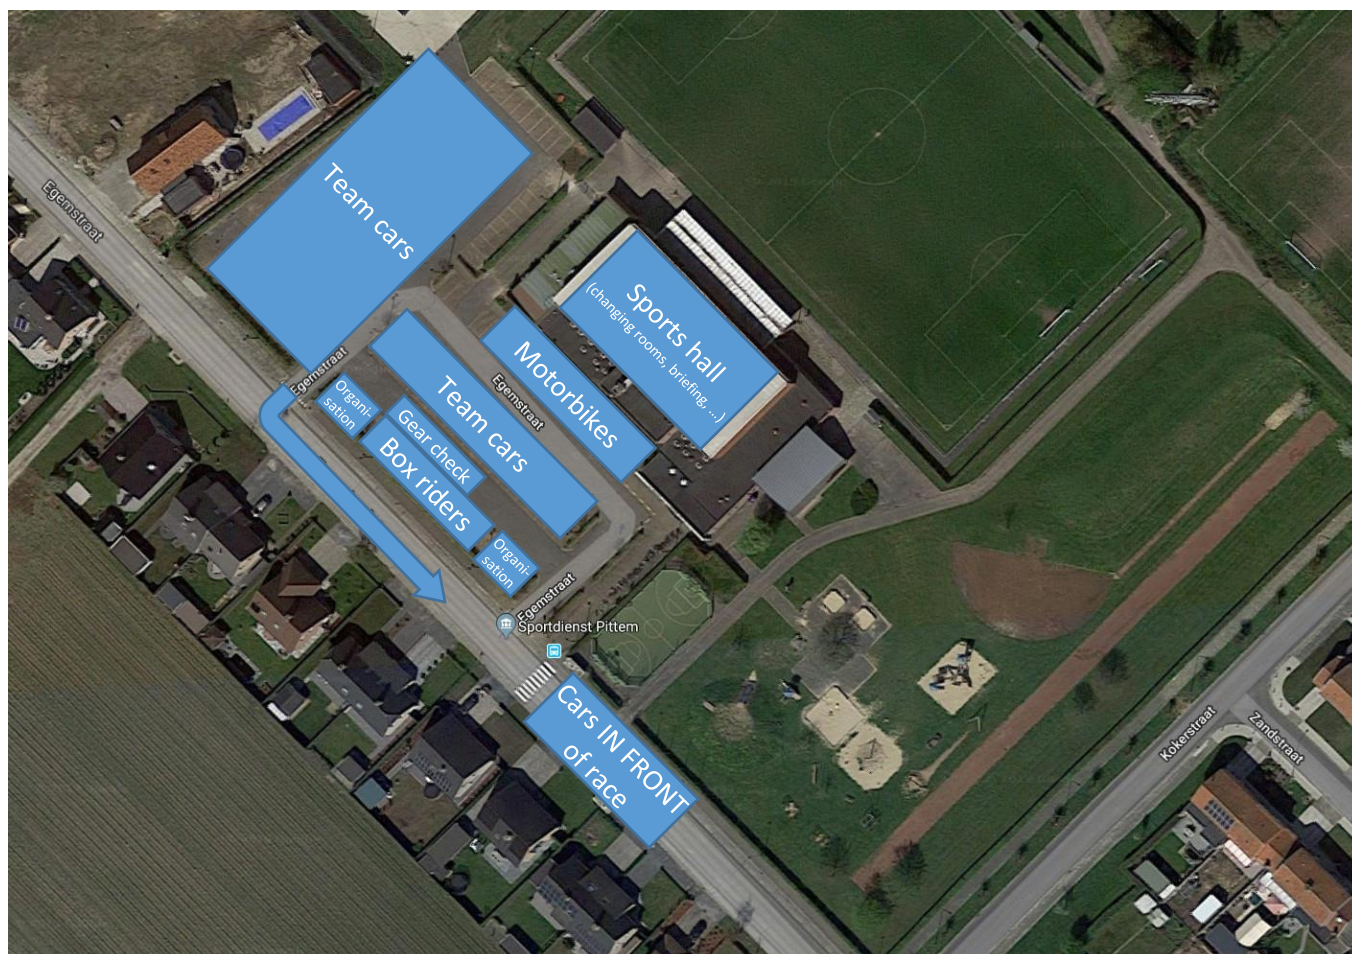 Egemstraat
Team cars
Sports hall
(changing rooms, briefing, ...)
Motorbikes
Egemstraat
Egemstraat
Team cars
Organi-
sation
Gear check
Box riders
Organi-
sation
Egemstraat
Sportdienst Pittem
Cars IN FRONT
of race
Kokerstraat
Zandstraat